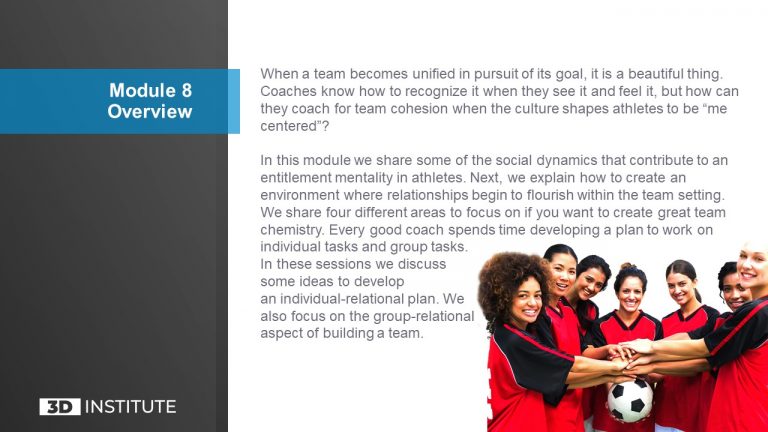 Module 8
Overview
When a team becomes unified in pursuit of its goal, it is a beautiful thing.
Coaches know how to recognize it when they see it and feel it, but how can
they coach for team cohesion when the culture shapes athletes to be “me
centered”?
In this module we share some of the social dynamics that contribute to an
entitlement mentality in athletes. Next, we explain how to create an
environment where relationships begin to flourish within the team setting.
We share four different areas to focus on if you want to create great team
chemistry. Every good coach spends time developing a plan to work on
individual tasks and group tasks.
In these sessions we discuss
some ideas to develop
an individual-relational plan. We
also focus on the group-relational
aspect of building a team.
3D INSTITUTE